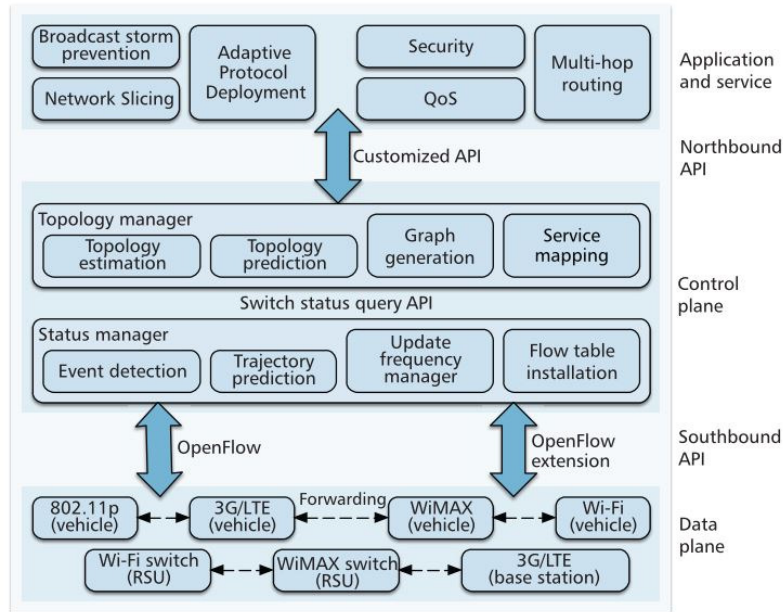 Broadcast storm
prevention
Network Slicing
Adaptive
Protocol
Deployment
Security
QoS
Multi-hop
routing
Application
and service
Customized API
Northbound
API
Topology manager
Topology
estimation
Topology
prediction
Graph
generation
Service
mapping
Switch status query API
Control
plane
Status manager
Event detection
Trajectory
prediction
Update
frequency
manager
Flow table
installation
OpenFlow
OpenFlow
extension
Southbound
API
802.11p
(vehicle)
3G/LTE
(vehicle)
Forwarding
WiMAX
(vehicle)
Wi-Fi
(vehicle)
Data
plane
Wi-Fi switch
(RSU)
WiMAX switch
(RSU)
3G/LTE
(base station)